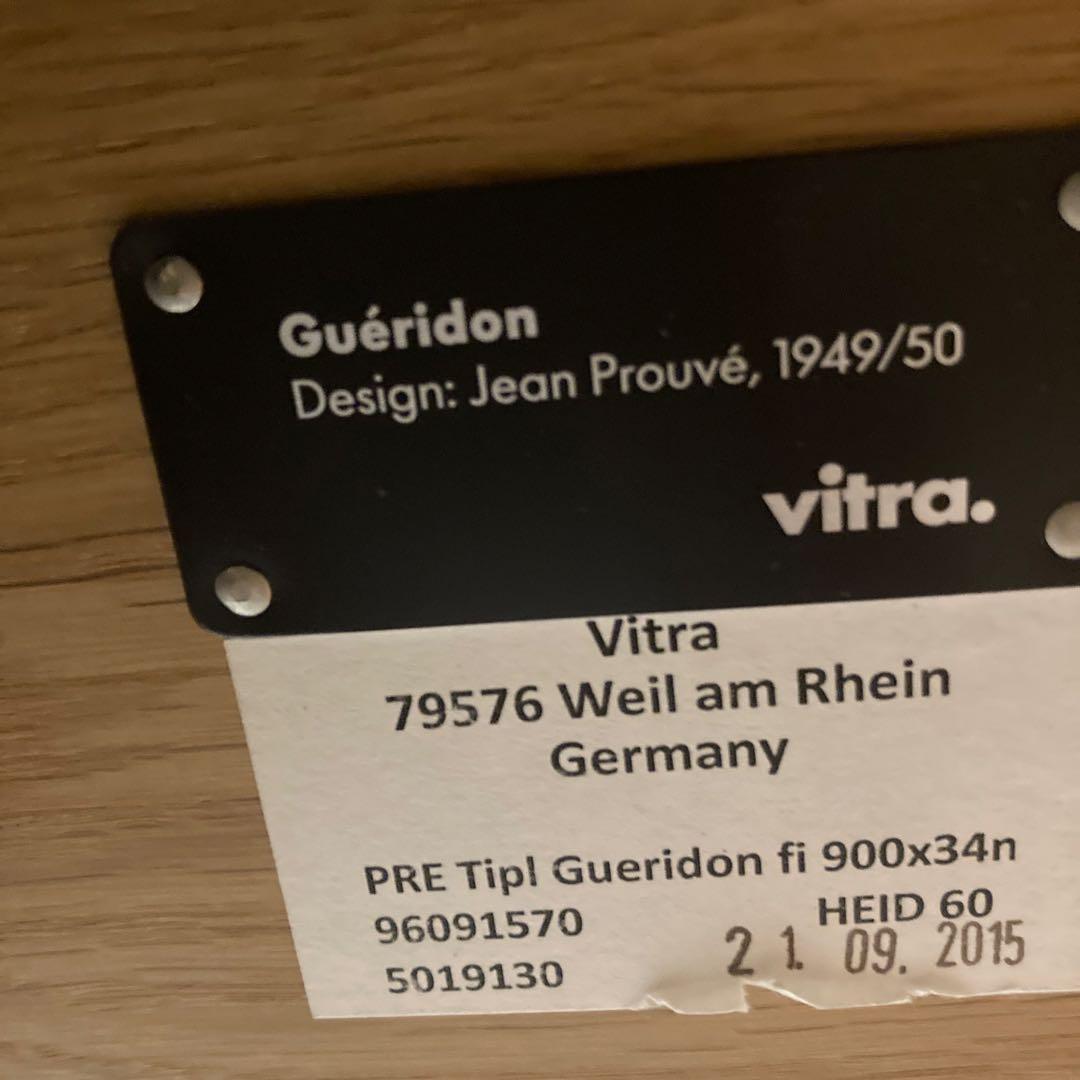 Guéridon
Design: Jean Prouvé, 1949/50
vitra.
Vitra
79576 Weil am Rhein
Germany
PRE Tipl Gueridon fi 900x34n
96091570 HEID 60
5019130 21. 09. 2015